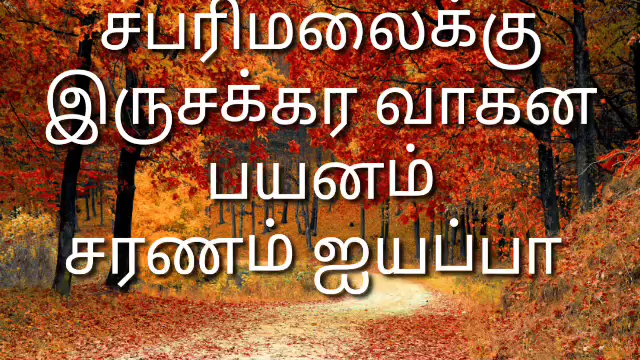 சபரிமலைக்கு
இருசக்கர வாகன
பயனம்
சரணம் ஐயப்பா